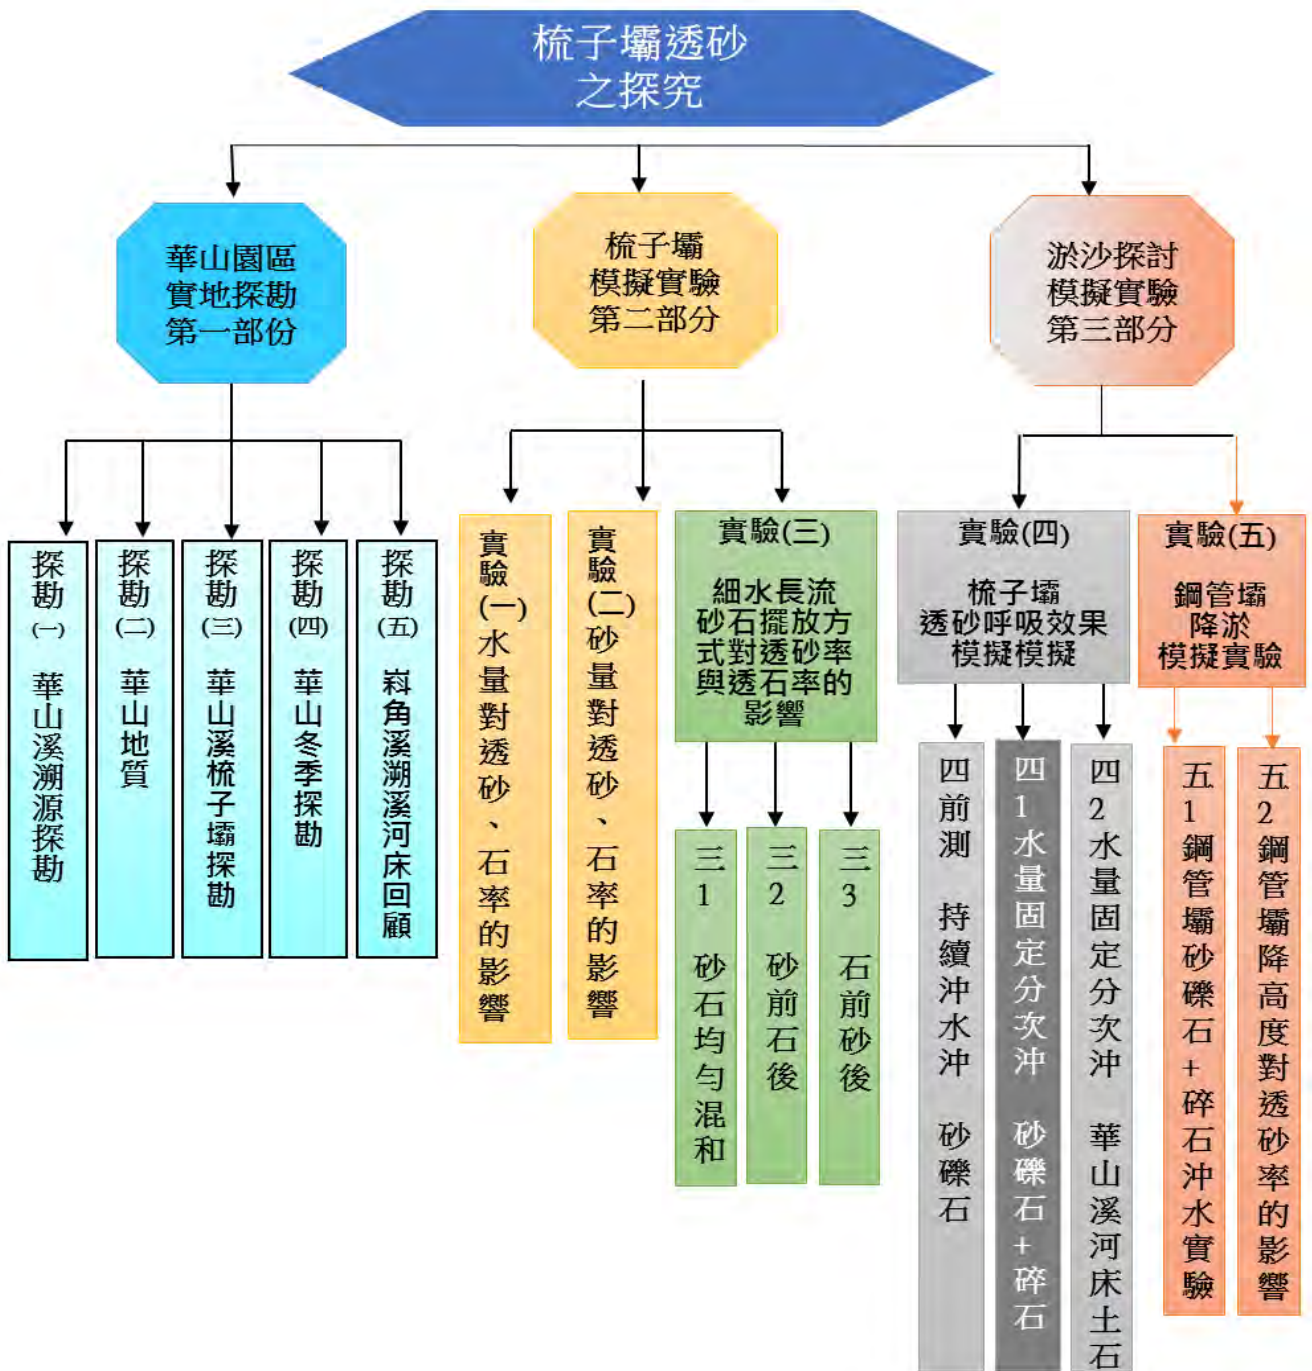 梳子壩透砂
之探究
華山園區
實地探勘
第一部份
梳子壩
模擬實驗
第二部分
淤沙探討
模擬實驗
第三部分
探勘(一) 華山溪溯源探勘
探勘(二) 華山地質
探勘(三) 華山溪梳子壩探勘
探勘(四) 華山冬季探勘
探勘(五) 科角溪溯溪河床回顧
實驗(一)水量對透砂、石率的影響
實驗(二)砂量對透砂、石率的影響
實驗(三)
細水長流
砂石擺放方
式對透砂率
與透石率的
影響
三1 砂石均勻混和
三2 砂前石後
三3 石前砂後
實驗(四)
梳子壩
透砂呼吸效果
模擬模擬
四前測 持續沖水沖 砂礫石
四1水量固定分次沖 砂礫石+碎石
四2水量固定分次沖 華山溪河床土石
實驗(五)
鋼管壩
降淤
模擬實驗
五1鋼管壩砂礫石+碎石沖水實驗
五2鋼管壩降高度對透砂率的影響